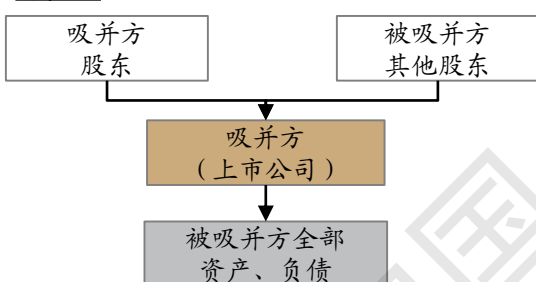 吸并方
股东
被吸并方
其他股东
吸并方
（上市公司）
被吸并方全部
资产、负债
国